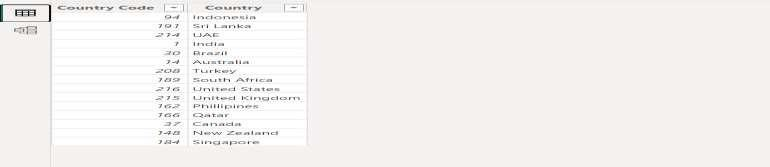 Country Code Country
94 Indonesia
191 Sri Lanka
214 UAE
1 India
30 Brazil
14 Australia
208 Turkey
189 South Africa
216 United States
215 United Kingdom
162 Phillipines
166 Qatar
37 Canada
148 New Zealand
184 Singapore